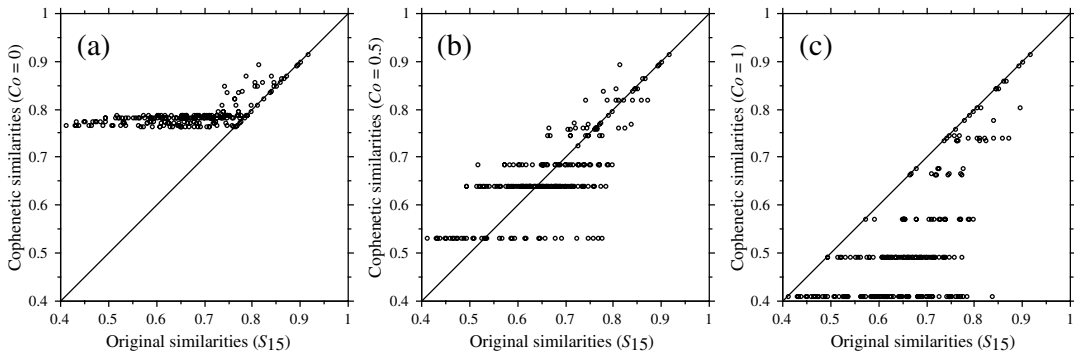 (a)
Cophenetic similarities (Co = 0)
1
0.9
0.8
0.7
0.6
0.5
0.4
0.4 0.5 0.6 0.7 0.8 0.9 1
Original similarities (S15)
(b)
Cophenetic similarities (Co = 0.5)
1
0.9
0.8
0.7
0.6
0.5
0.4
0.4 0.5 0.6 0.7 0.8 0.9 1
Original similarities (S15)
(c)
Cophenetic similarities (Co = 1)
1
0.9
0.8
0.7
0.6
0.5
0.4
0.4 0.5 0.6 0.7 0.8 0.9 1
Original similarities (S15)